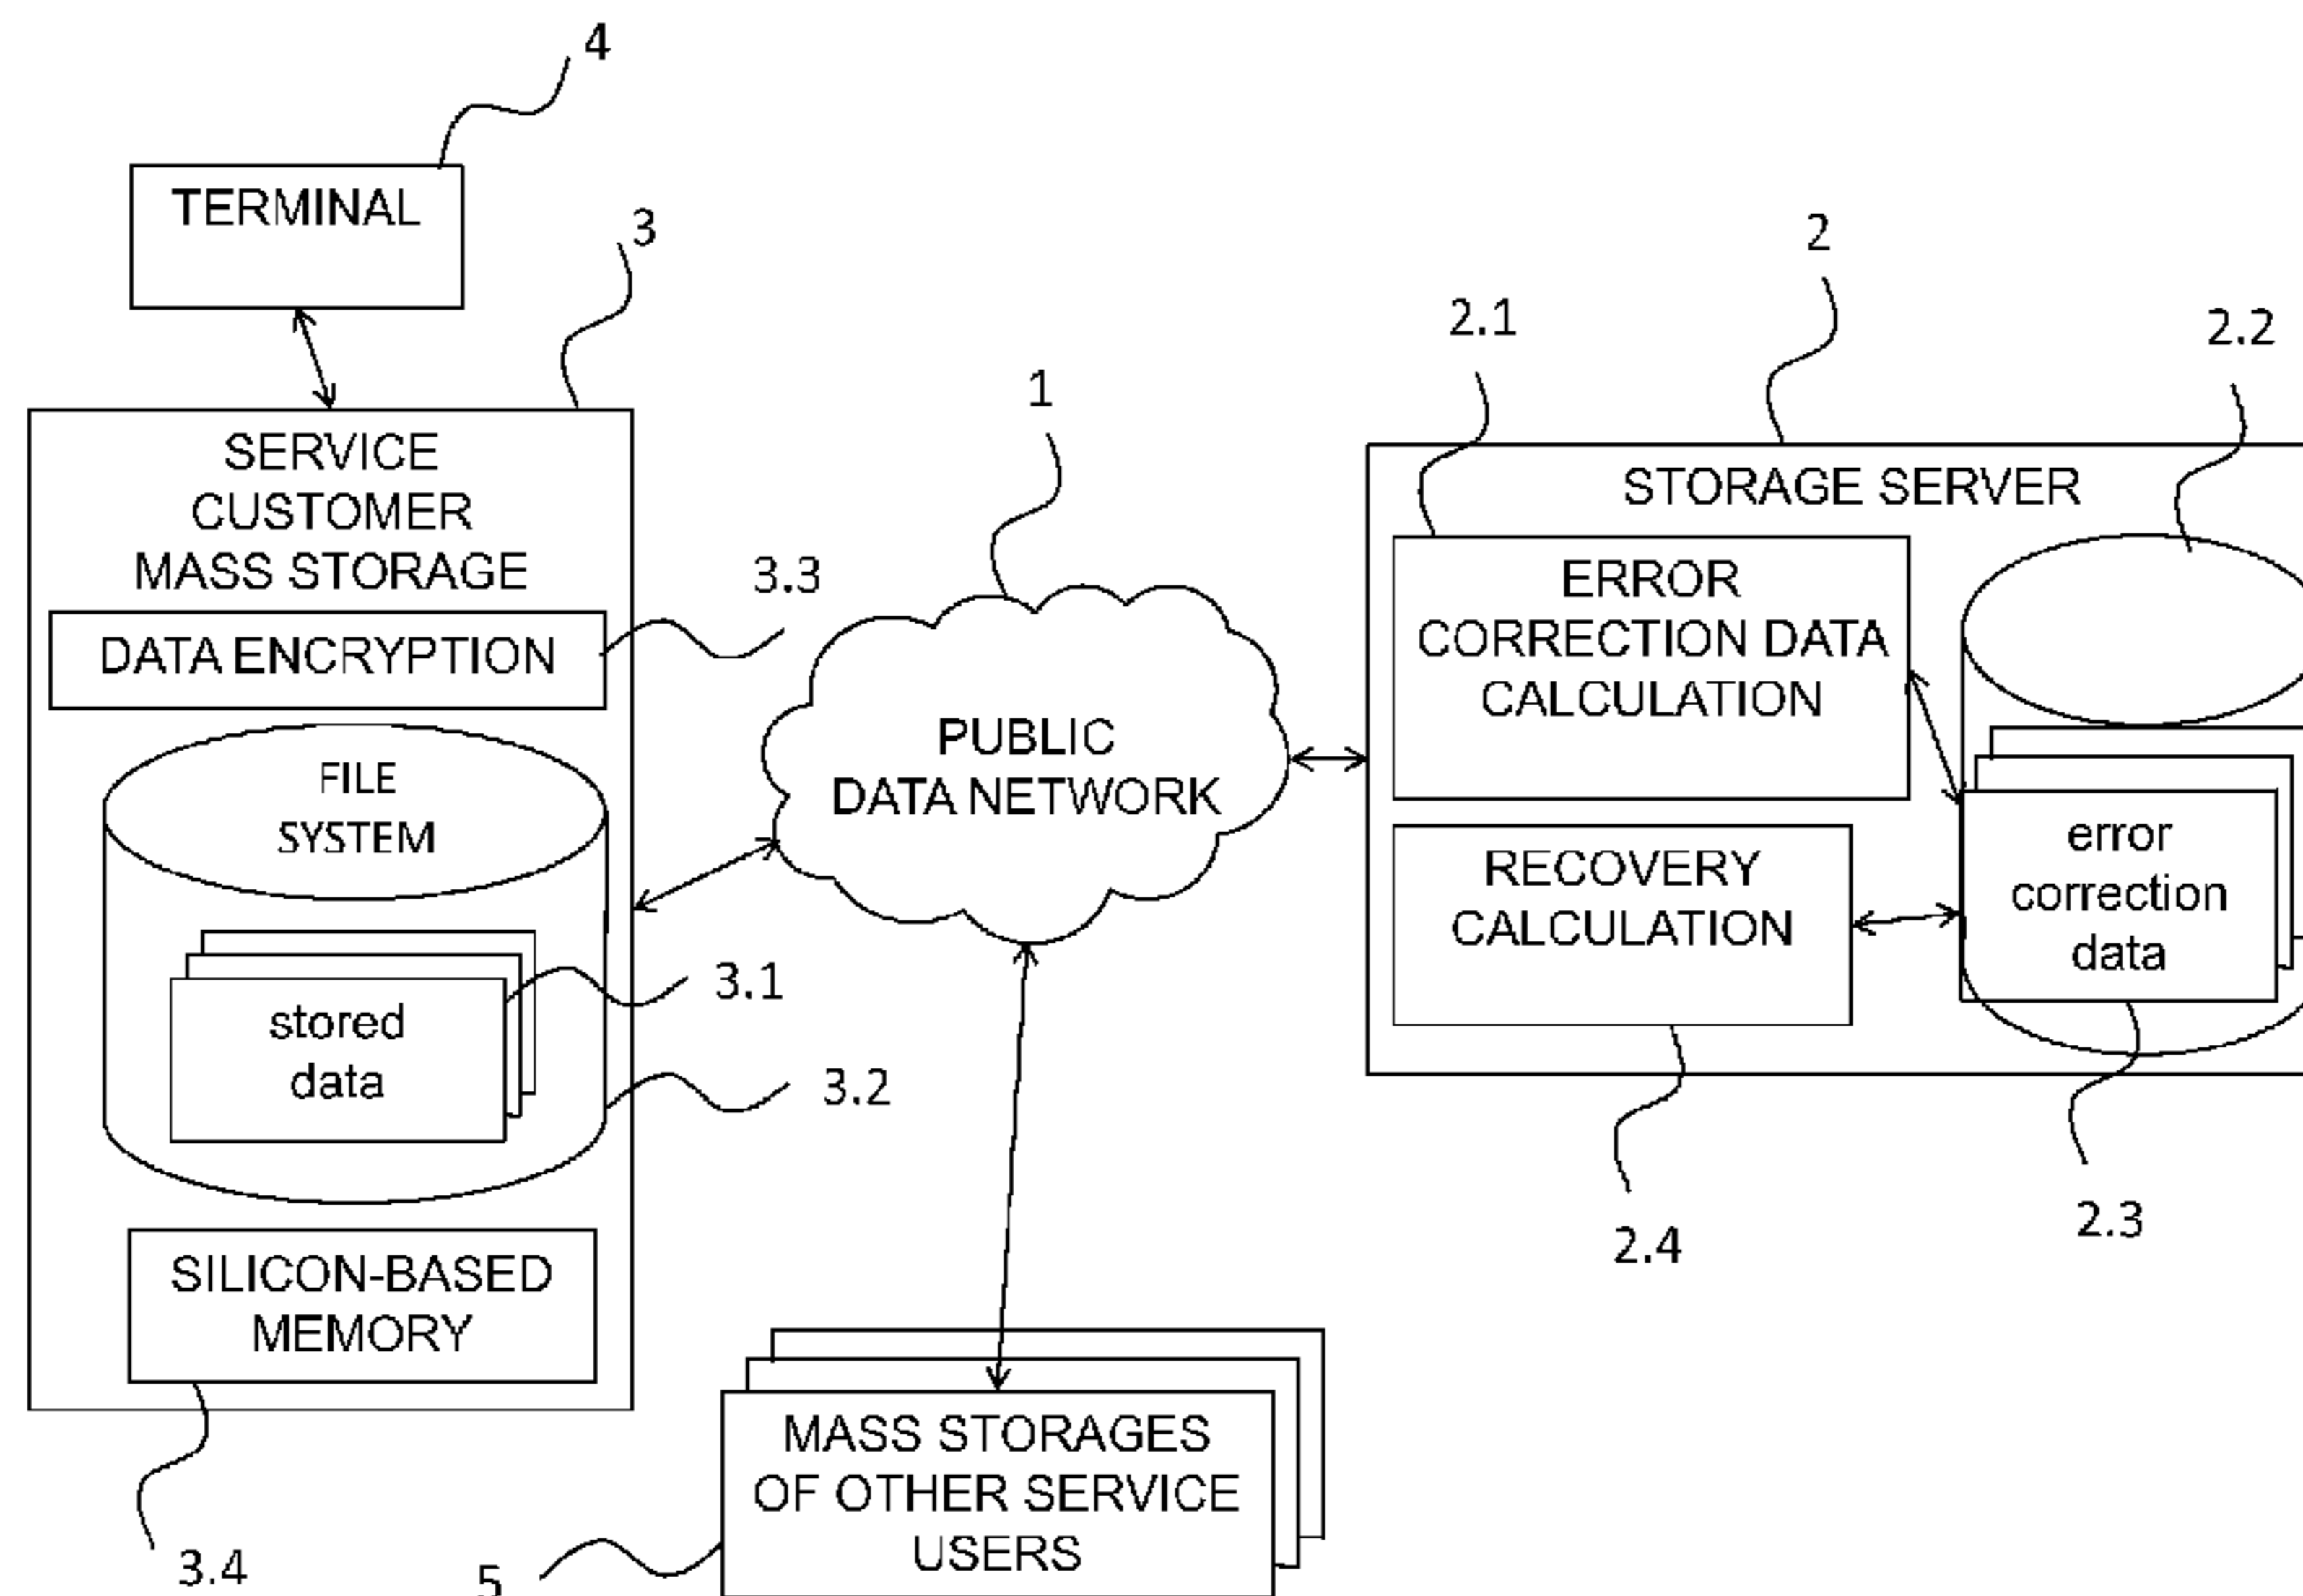 4
TERMINAL
3
SERVICE
CUSTOMER
MASS STORAGE
3.3
DATA ENCRYPTION
FILE
SYSTEM
stored
data
3.1
3.2
SILICON-BASED
MEMORY
3.4
1
PUBLIC
DATA NETWORK
MASS STORAGES
OF OTHER SERVICE
USERS
5
2
2.1
2.2
STORAGE SERVER
ERROR
CORRECTION DATA
CALCULATION
RECOVERY
CALCULATION
error
correction
data
2.4
2.3